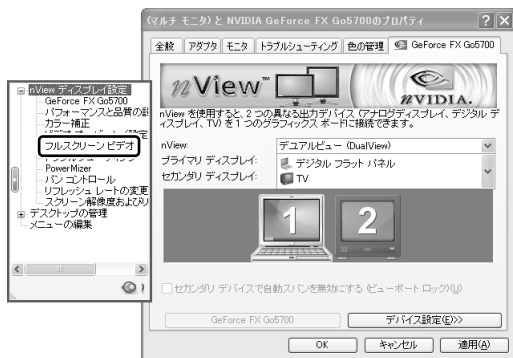 (マルチ モニタ) と NVIDIA GeForce FX Go5700のプロパティ
全般 アダプタ モニタ トラブルシューティング 色の管理 GeForce FX Go5700
nView™
NVIDIA.
nView を使用すると、2 つの異なる出力デバイス (アナログディスプレイ、デジタル デ
ィスプレイ、TV) を 1 つのグラフィックス ボードに接続できます。
nView: デュアルビュー (DualView)
プライマリ ディスプレイ: デジタル フラット パネル
セカンダリ ディスプレイ: TV
1 2
セカンダリ デバイスで自動スパンを無効にする (ビューポート ロック)(U)
GeForce FX Go5700 デバイス設定(E)>>
OK キャンセル 適用(A)
nView ディスプレイ設定
GeForce FX Go5700
パフォーマンスと品質の設
カラー補正
フルスクリーン ビデオ
PowerMizer
パン コントロール
リフレッシュ レートの変更
スクリーン解像度およびリ
デスクトップの管理
メニューの編集